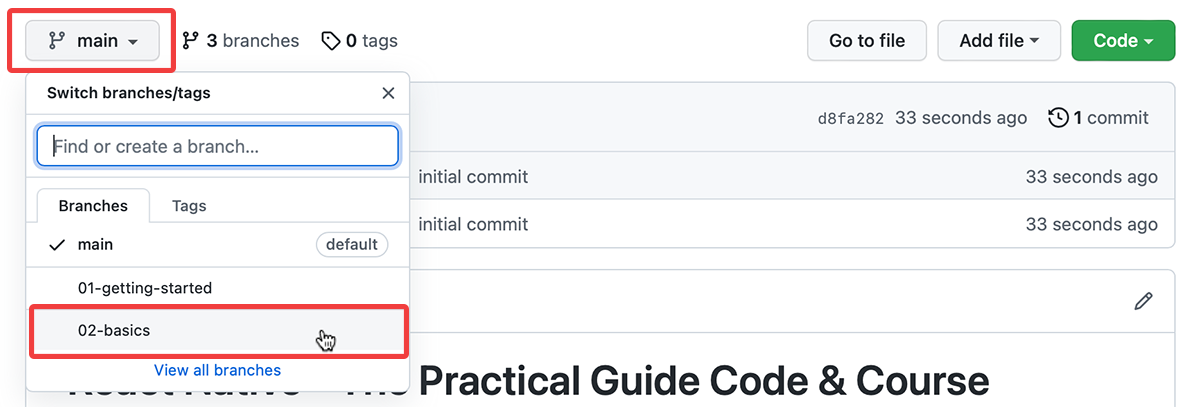 main 3 branches 0 tags Go to file Add file Code
Switch branches/tags
Find or create a branch...
d8fa282 33 seconds ago 1 commit
initial commit 33 seconds ago
Branches Tags
initial commit 33 seconds ago
main default
01-getting-started
02-basics
View all branches
Practical Guide Code & Course